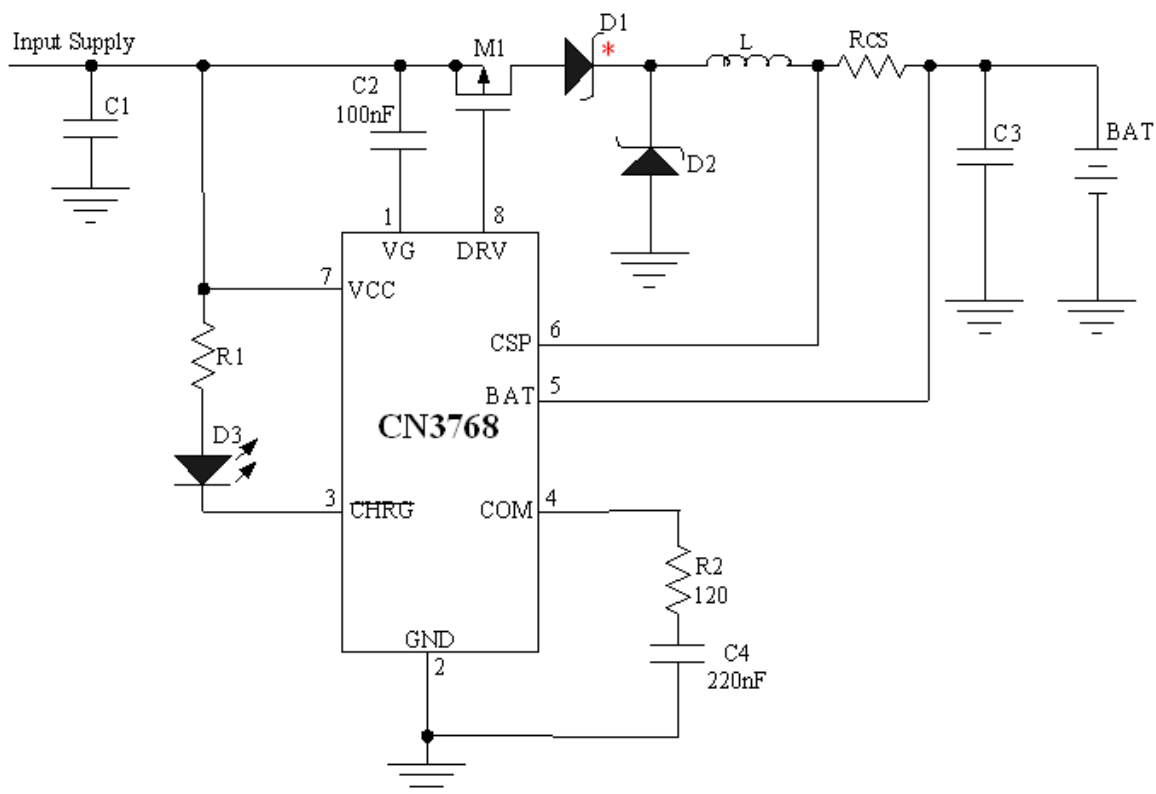 Input Supply
M1
D1
*
L
RCS
C1
C2
100nF
D2
C3
BAT
1
8
VG
DRV
7
VCC
6
CSP
R1
5
BAT
CN3768
D3
3
CHRG
4
COM
R2
120
GND
2
C4
220nF